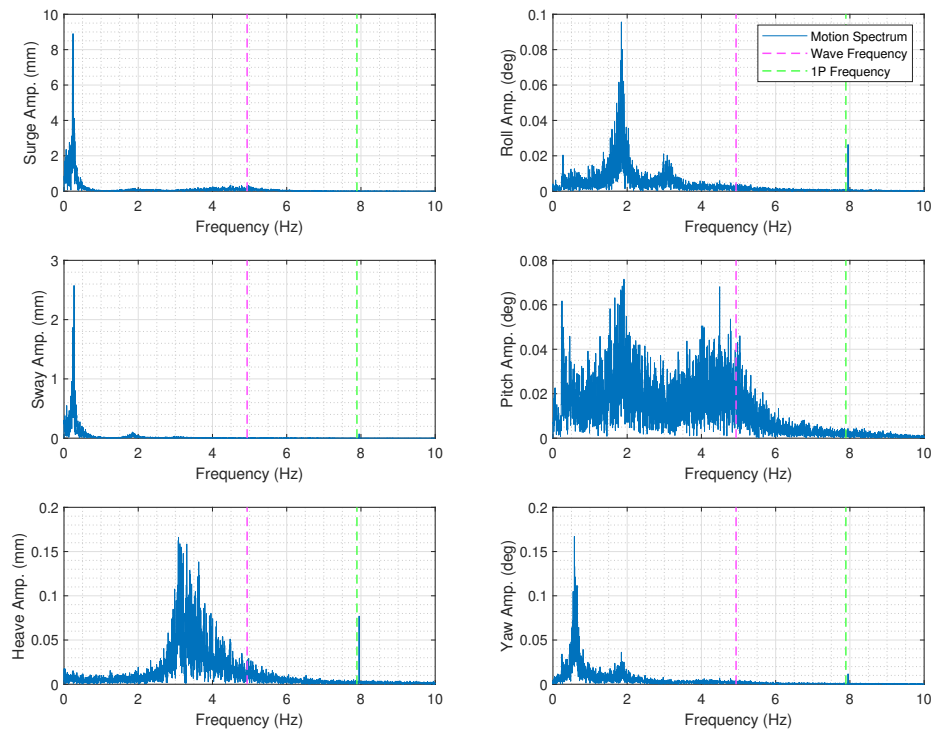 10
8
6
4
2
0
Surge Amp. (mm)
0 2 4 6 8 10
Frequency (Hz)
0.1
0.08
0.06
0.04
0.02
0
Roll Amp. (deg)
0 2 4 6 8 10
Frequency (Hz)
Motion Spectrum
Wave Frequency
1P Frequency
3
2
1
0
Sway Amp. (mm)
0 2 4 6 8 10
Frequency (Hz)
0.08
0.06
0.04
0.02
0
Pitch Amp. (deg)
0 2 4 6 8 10
Frequency (Hz)
0.2
0.15
0.1
0.05
0
Heave Amp. (mm)
0 2 4 6 8 10
Frequency (Hz)
0.2
0.15
0.1
0.05
0
Yaw Amp. (deg)
0 2 4 6 8 10
Frequency (Hz)